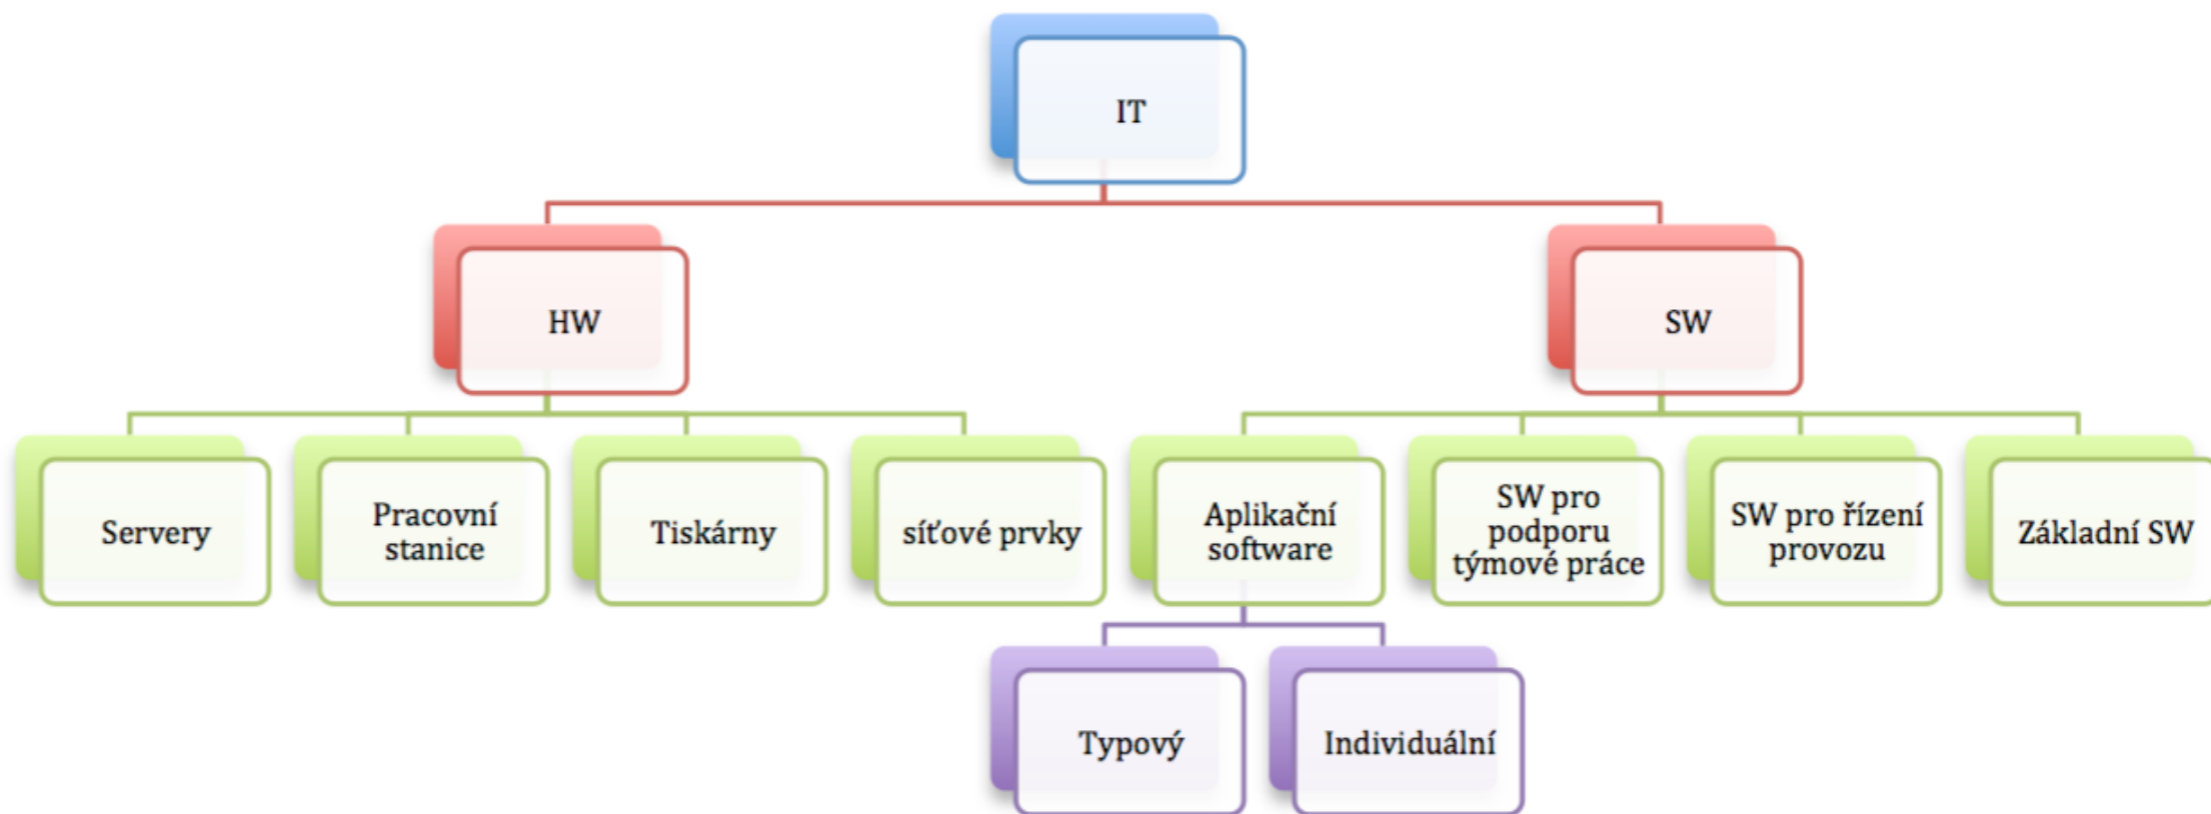 IT
HW
SW
Servery
Pracovní
stanice
Tiskárny
síťové prvky
Aplikační
software
SW pro
podporu
týmové práce
SW pro řízení
provozu
Základní SW
Typový
Individuální